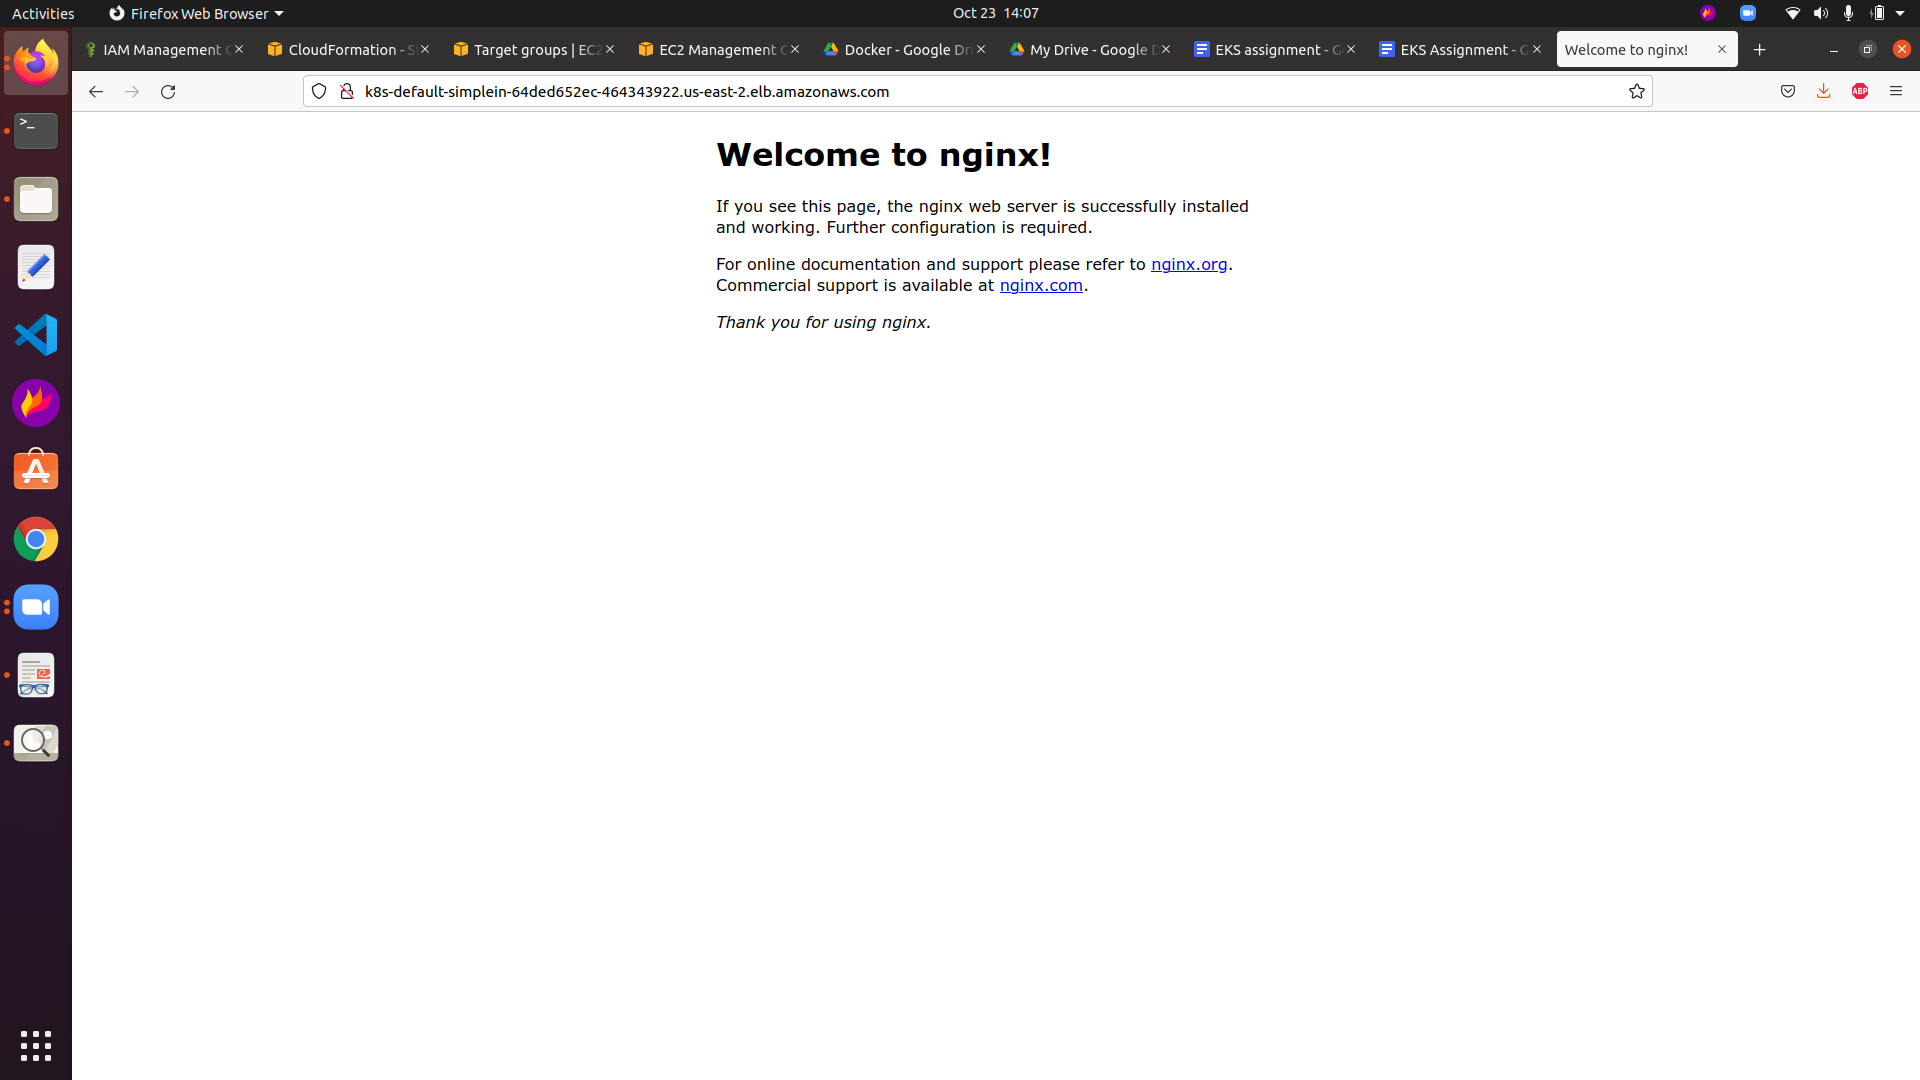 Activities
Firefox Web Browser
Oct 23 14:07
IAM Management C
CloudFormation - S
Target groups | EC2
EC2 Management C
Docker - Google Dri
My Drive - Google D
EKS assignment - G
EKS Assignment - G
Welcome to nginx!
k8s-default-simplein-64ded652ec-464343922.us-east-2.elb.amazonaws.com
ABP
Welcome to nginx!
If you see this page, the nginx web server is successfully installed
and working. Further configuration is required.
For online documentation and support please refer to nginx.org.
Commercial support is available at nginx.com.
Thank you for using nginx.